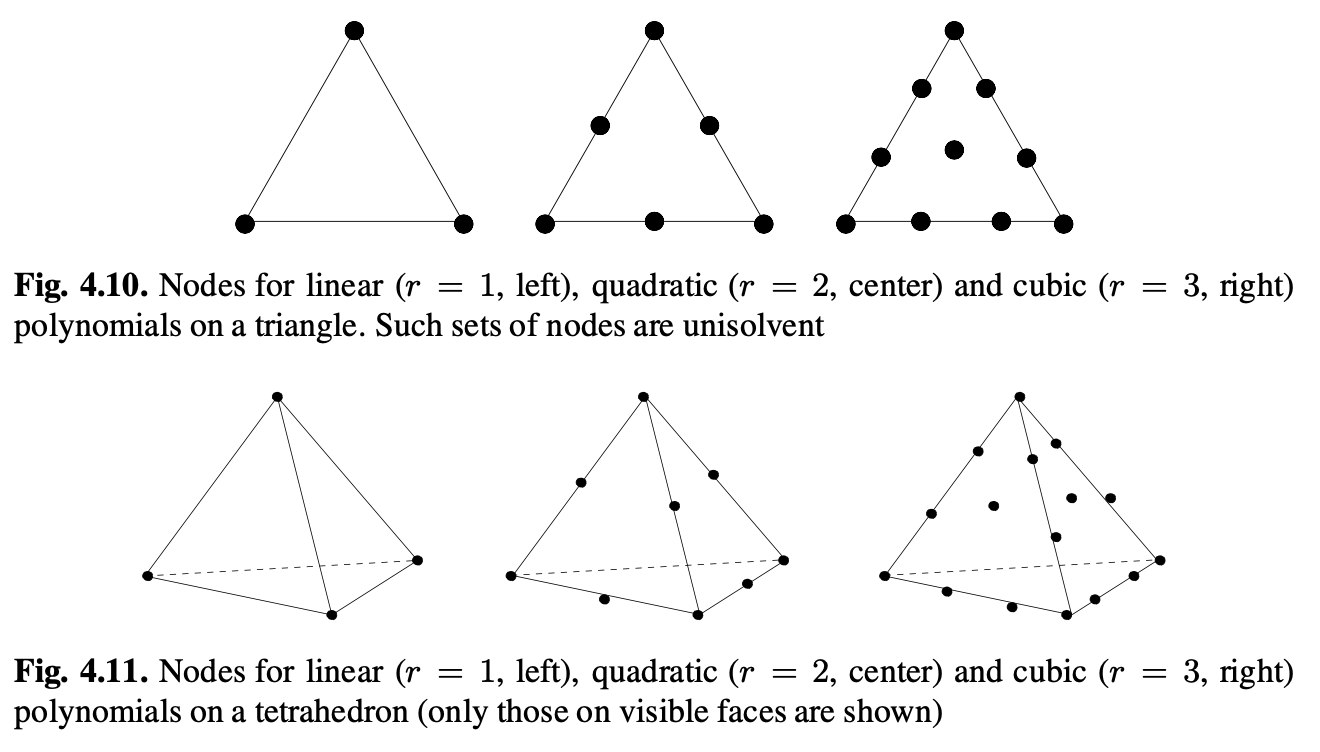 Fig. 4.10. Nodes for linear (r = 1, left), quadratic (r = 2, center) and cubic (r = 3, right)
polynomials on a triangle. Such sets of nodes are unisolvent
Fig. 4.11. Nodes for linear (r = 1, left), quadratic (r = 2, center) and cubic (r = 3, right)
polynomials on a tetrahedron (only those on visible faces are shown)